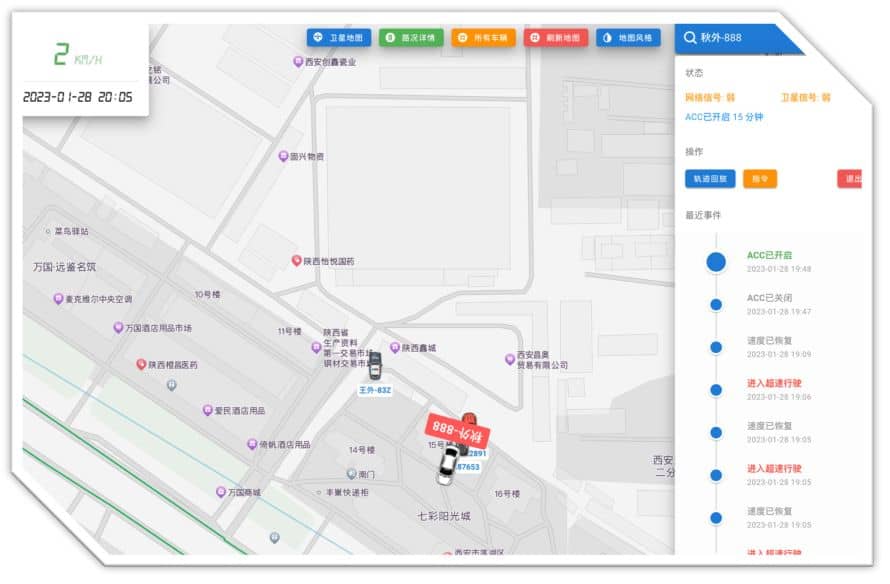 2 KM/H
2023-01-28 20:05
卫星地图
路况详情
所有车辆
刷新地图
地图风格
秋外-888
状态
网络信号: 弱
卫星信号: 弱
ACC已开启 15 分钟
操作
轨迹回放
指令
退出
最近事件
ACC已开启
2023-01-28 19:48
ACC已关闭
2023-01-28 19:47
速度已恢复
2023-01-28 19:09
进入超速行驶
2023-01-28 19:06
速度已恢复
2023-01-28 19:05
进入超速行驶
2023-01-28 19:05
速度已恢复
2023-01-28 19:05
进入超速行驶
公司
西安创鑫瓷业
固兴物资
陕西怡悦国药
菜鸟驿站
万国·远鉴名筑
麦克维尔中央空调
10号楼
万国酒店用品市场
11号楼
陕西省
生产资料
第一交易市场
钢材交易市场
陕西鑫城
西安昌奥
贸易有限公司
陕西橙昌医药
王外-83Z
爱民酒店用品
秋外-888
倚帆酒店用品
14号楼
15号
2891
87653
南门
西安
二分
万国商城
丰巢快递柜
16号楼
七彩阳光城
西安市莲湖区